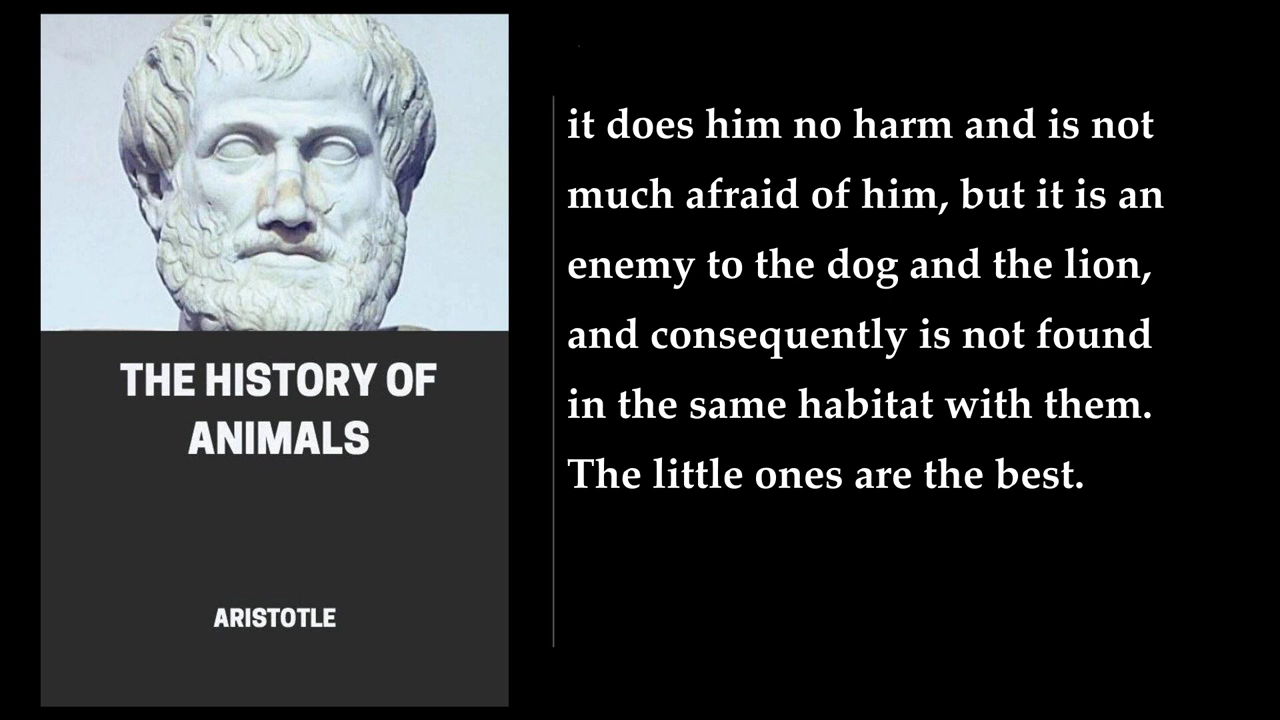 THE HISTORY OF
ANIMALS
ARISTOTLE
it does him no harm and is not
much afraid of him, but it is an
enemy to the dog and the lion,
and consequently is not found
in the same habitat with them.
The little ones are the best.